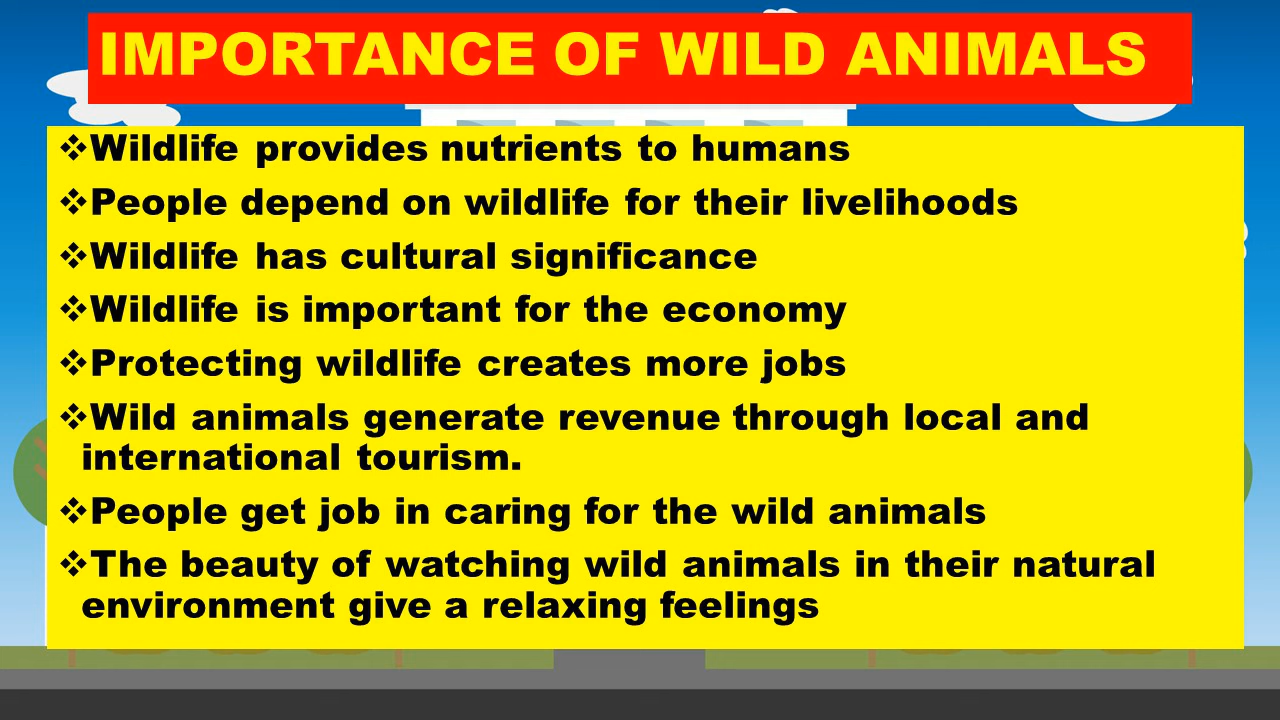 IMPORTANCE OF WILD ANIMALS
❖Wildlife provides nutrients to humans
❖People depend on wildlife for their livelihoods
❖Wildlife has cultural significance
❖Wildlife is important for the economy
❖Protecting wildlife creates more jobs
❖Wild animals generate revenue through local and
international tourism.
❖People get job in caring for the wild animals
❖The beauty of watching wild animals in their natural
environment give a relaxing feelings